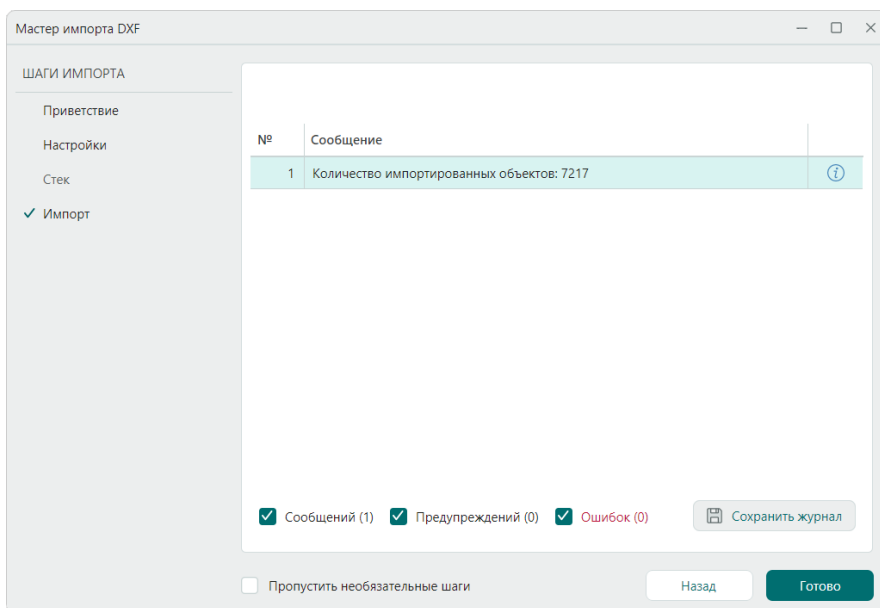 Мастер импорта DXF
ШАГИ ИМПОРТА
Приветствие
Настройки
Стек
Импорт
№ Сообщение
1 Количество импортированных объектов: 7217
Сообщений (1) Предупреждений (0) Ошибок (0) Сохранить журнал
Пропустить необязательные шаги Назад Готово